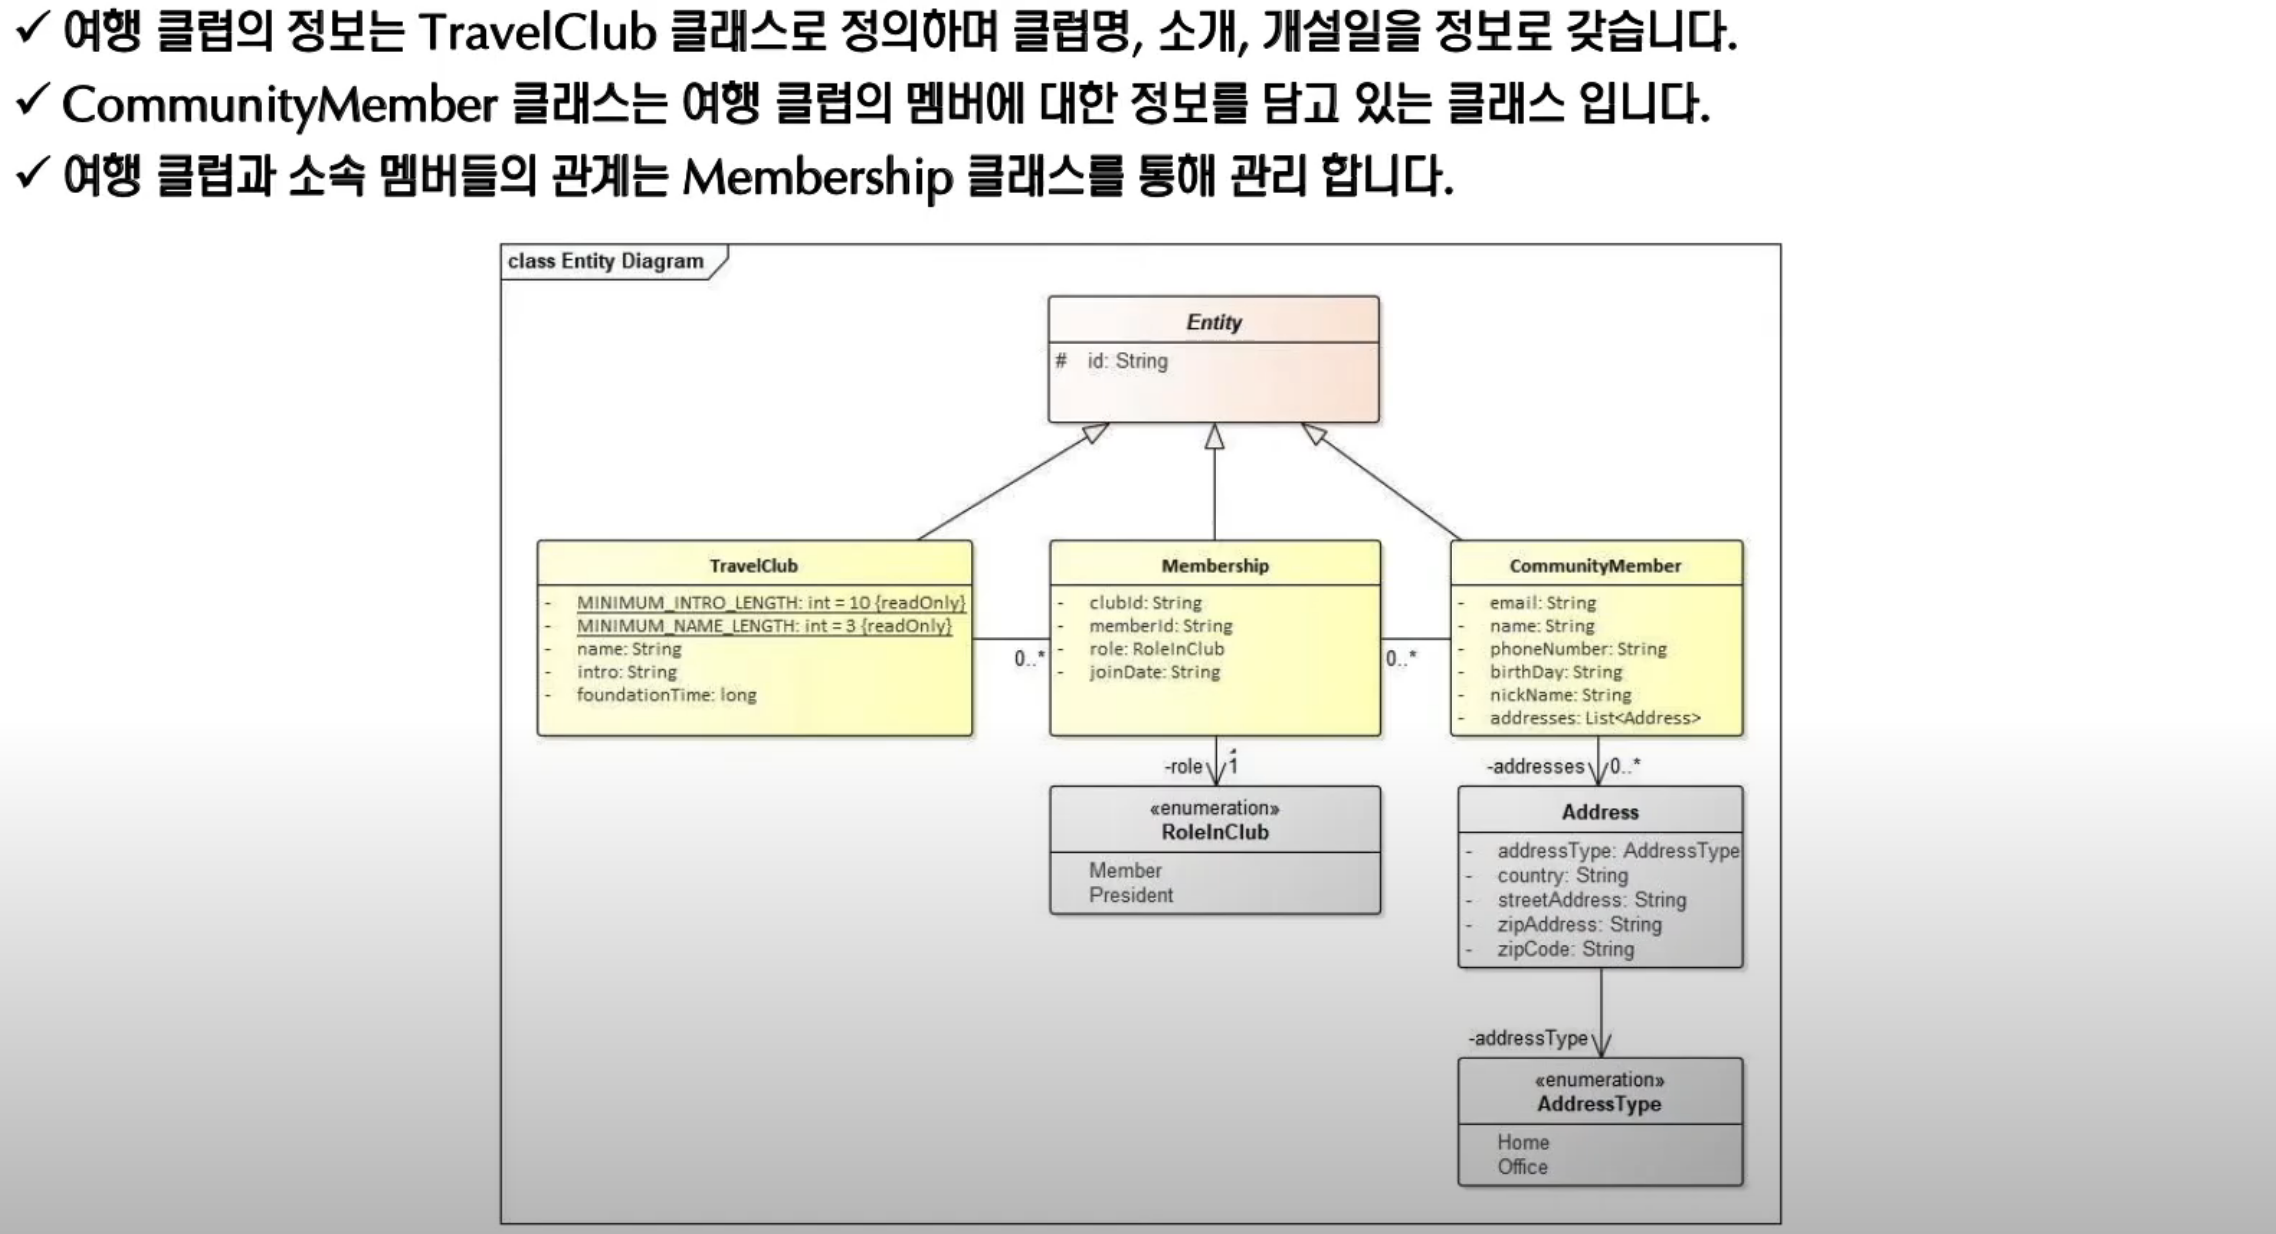 ✓ 여행 클럽의 정보는 TravelClub 클래스로 정의하며 클럽명, 소개, 개설일을 정보로 갖습니다.
✓ CommunityMember 클래스는 여행 클럽의 멤버에 대한 정보를 담고 있는 클래스 입니다.
✓ 여행 클럽과 소속 멤버들의 관계는 Membership 클래스를 통해 관리 합니다.
class Entity Diagram
Entity
# id: String
TravelClub
- MINIMUM_INTRO_LENGTH: int = 10 {readOnly}
- MINIMUM_NAME_LENGTH: int = 3 {readOnly}
- name: String
- intro: String
- foundationTime: long
0..*
Membership
- clubId: String
- memberId: String
- role: RoleInClub
- joinDate: String
0..*
CommunityMember
- email: String
- name: String
- phoneNumber: String
- birthDay: String
- nickName: String
- addresses: List<Address>
-role 1
«enumeration»
RoleInClub
Member
President
-addresses 0..*
Address
- addressType: AddressType
- country: String
- streetAddress: String
- zipAddress: String
- zipCode: String
-addressType
«enumeration»
AddressType
Home
Office